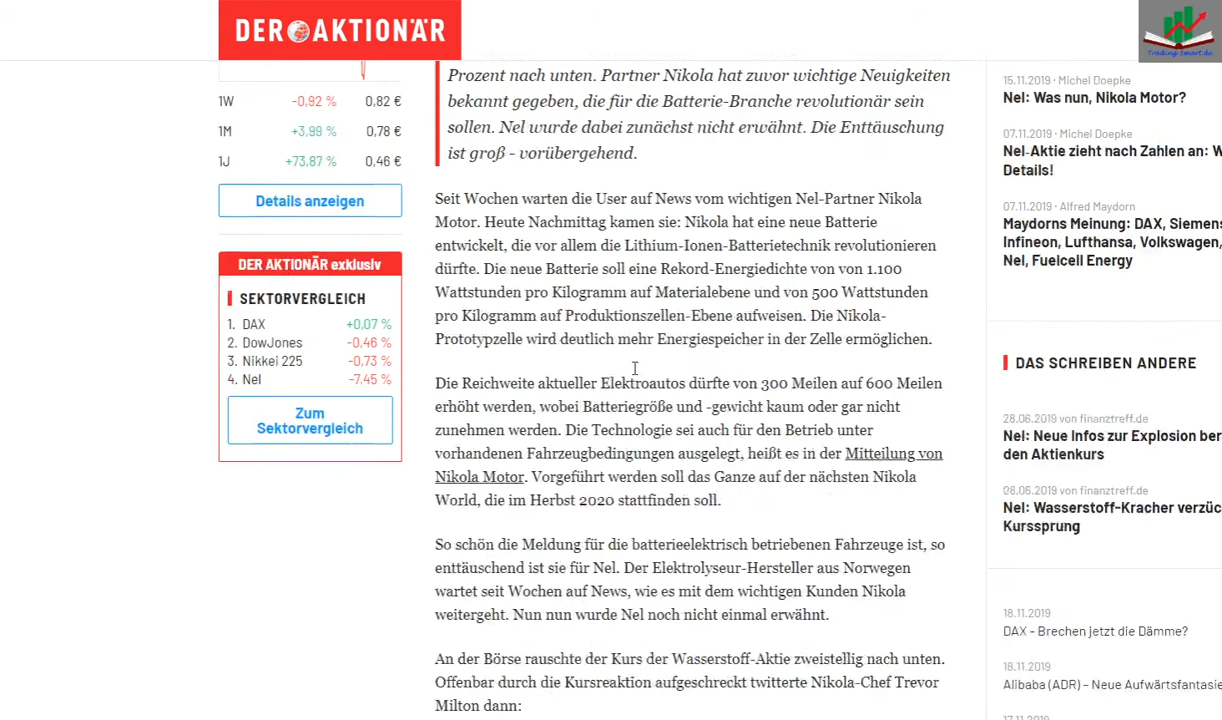 DER AKTIONÄR
Trading-Smart.de
1W -0,92 % 0,82 €
1M +3,99 % 0,78 €
1J +73,87 % 0,46 €
Details anzeigen
DER AKTIONÄR exklusiv
SEKTORVERGLEICH
1. DAX +0,07 %
2. DowJones -0,46 %
3. Nikkei 225 -0,73 %
4. Nel -7.45 %
Zum
Sektorvergleich
Prozent nach unten. Partner Nikola hat zuvor wichtige Neuigkeiten
bekannt gegeben, die für die Batterie-Branche revolutionär sein
sollen. Nel wurde dabei zunächst nicht erwähnt. Die Enttäuschung
ist groß - vorübergehend.
Seit Wochen warten die User auf News vom wichtigen Nel-Partner Nikola
Motor. Heute Nachmittag kamen sie: Nikola hat eine neue Batterie
entwickelt, die vor allem die Lithium-Ionen-Batterietechnik revolutionieren
dürfte. Die neue Batterie soll eine Rekord-Energiedichte von von 1.100
Wattstunden pro Kilogramm auf Materialebene und von 500 Wattstunden
pro Kilogramm auf Produktionszellen-Ebene aufweisen. Die Nikola-
Prototypzelle wird deutlich mehr Energiespeicher in der Zelle ermöglichen.
Die Reichweite aktueller Elektroautos dürfte von 300 Meilen auf 600 Meilen
erhöht werden, wobei Batteriegröße und -gewicht kaum oder gar nicht
zunehmen werden. Die Technologie sei auch für den Betrieb unter
vorhandenen Fahrzeugbedingungen ausgelegt, heißt es in der Mitteilung von
Nikola Motor. Vorgeführt werden soll das Ganze auf der nächsten Nikola
World, die im Herbst 2020 stattfinden soll.
So schön die Meldung für die batterieelektrisch betriebenen Fahrzeuge ist, so
enttäuschend ist sie für Nel. Der Elektrolyseur-Hersteller aus Norwegen
wartet seit Wochen auf News, wie es mit dem wichtigen Kunden Nikola
weitergeht. Nun nun wurde Nel noch nicht einmal erwähnt.
An der Börse rauschte der Kurs der Wasserstoff-Aktie zweistellig nach unten.
Offenbar durch die Kursreaktion aufgeschreckt twitterte Nikola-Chef Trevor
Milton dann:
15.11.2019 · Michel Doepke
Nel: Was nun, Nikola Motor?
07.11.2019 · Michel Doepke
Nel-Aktie zieht nach Zahlen an: W
Details!
07.11.2019 · Alfred Maydorn
Maydorns Meinung: DAX, Siemens
Infineon, Lufthansa, Volkswagen,
Nel, Fuelcell Energy
DAS SCHREIBEN ANDERE
28.06.2019 von finanztreff.de
Nel: Neue Infos zur Explosion ber
den Aktienkurs
06.06.2019 von finanztreff.de
Nel: Wasserstoff-Kracher verzüc
Kurssprung
18.11.2019
DAX - Brechen jetzt die Dämme?
18.11.2019
Alibaba (ADR) - Neue Aufwärtsfantasie
17.11.2019